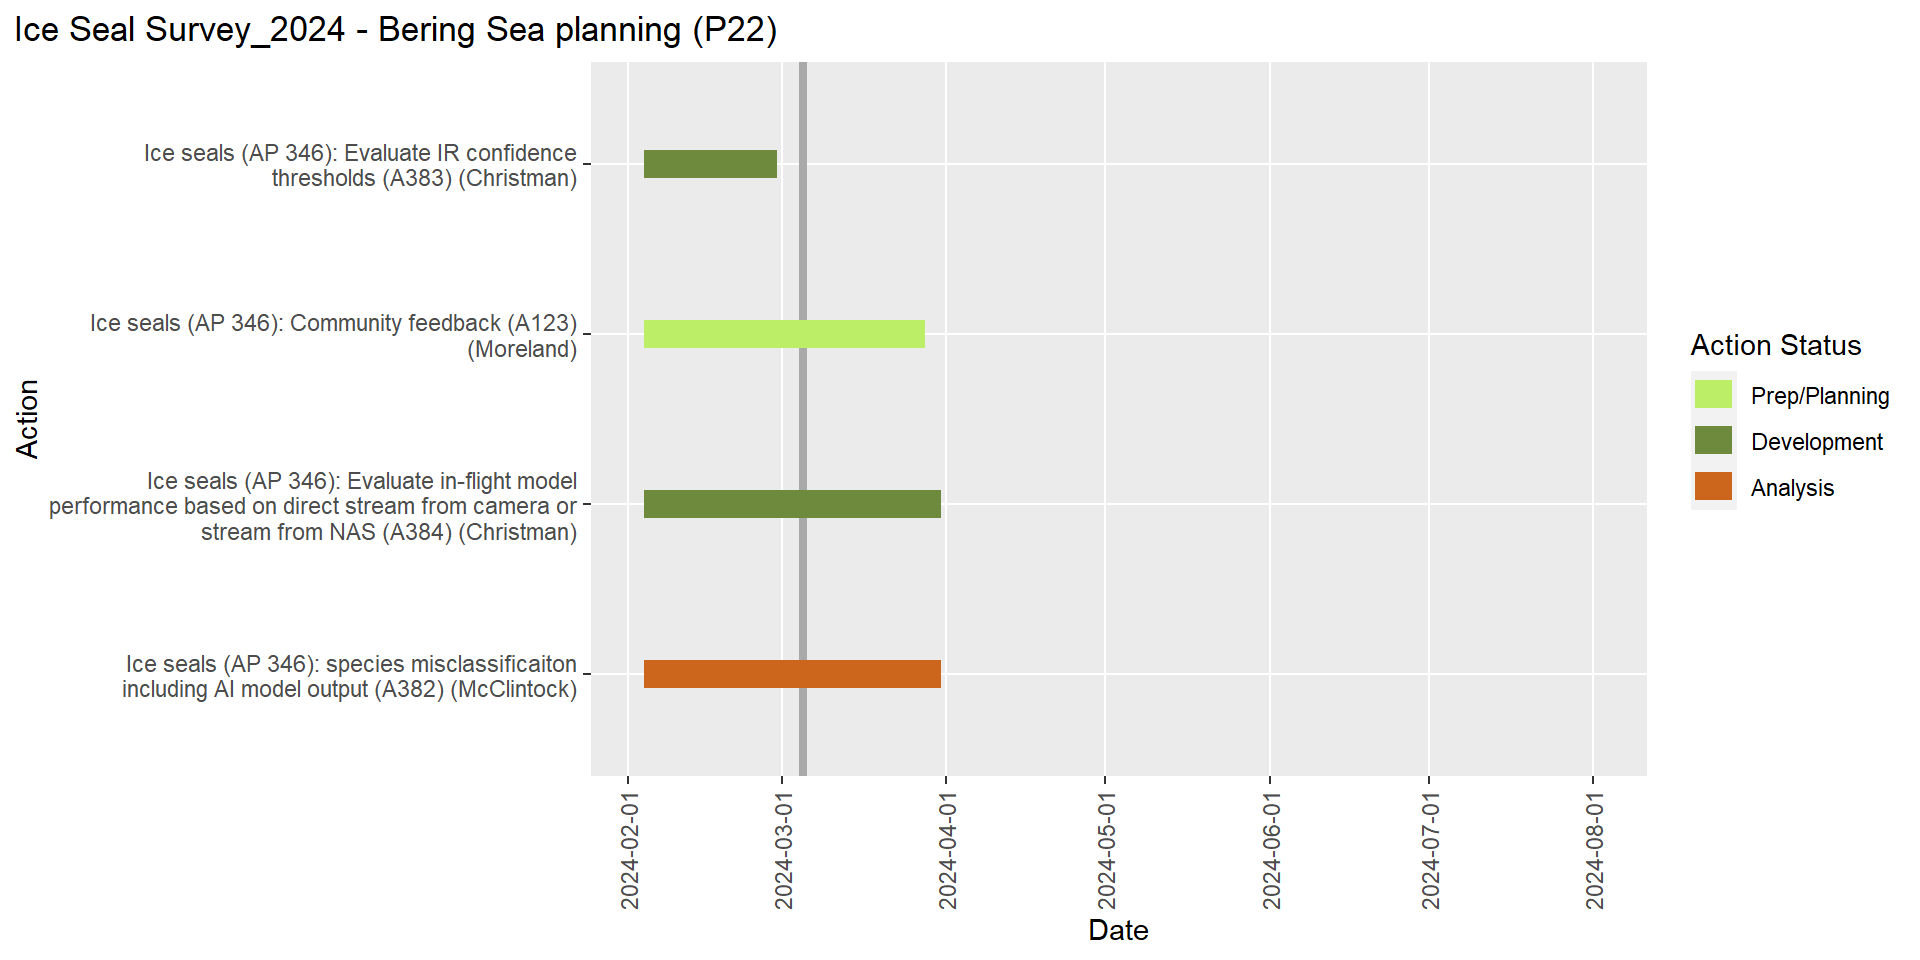 Ice Seal Survey_2024 - Bering Sea planning (P22)
Ice seals (AP 346): Evaluate IR confidence
thresholds (A383) (Christman)
Ice seals (AP 346): Community feedback (A123)
(Moreland)
Ice seals (AP 346): Evaluate in-flight model
performance based on direct stream from camera or
stream from NAS (A384) (Christman)
Ice seals (AP 346): species misclassificaiton
including AI model output (A382) (McClintock)
Action
2024-02-01
2024-03-01
2024-04-01
2024-05-01
2024-06-01
2024-07-01
2024-08-01
Date
Action Status
Prep/Planning
Development
Analysis